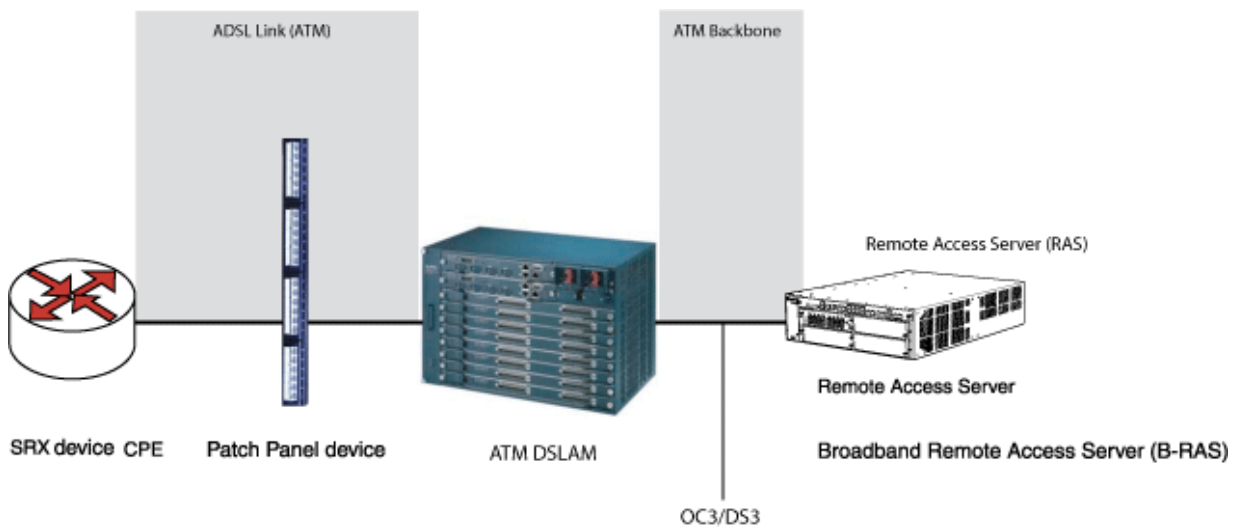 ADSL Link (ATM)
ATM Backbone
Remote Access Server (RAS)
Remote Access Server
SRX device CPE
Patch Panel device
ATM DSLAM
Broadband Remote Access Server (B-RAS)
OC3/DS3